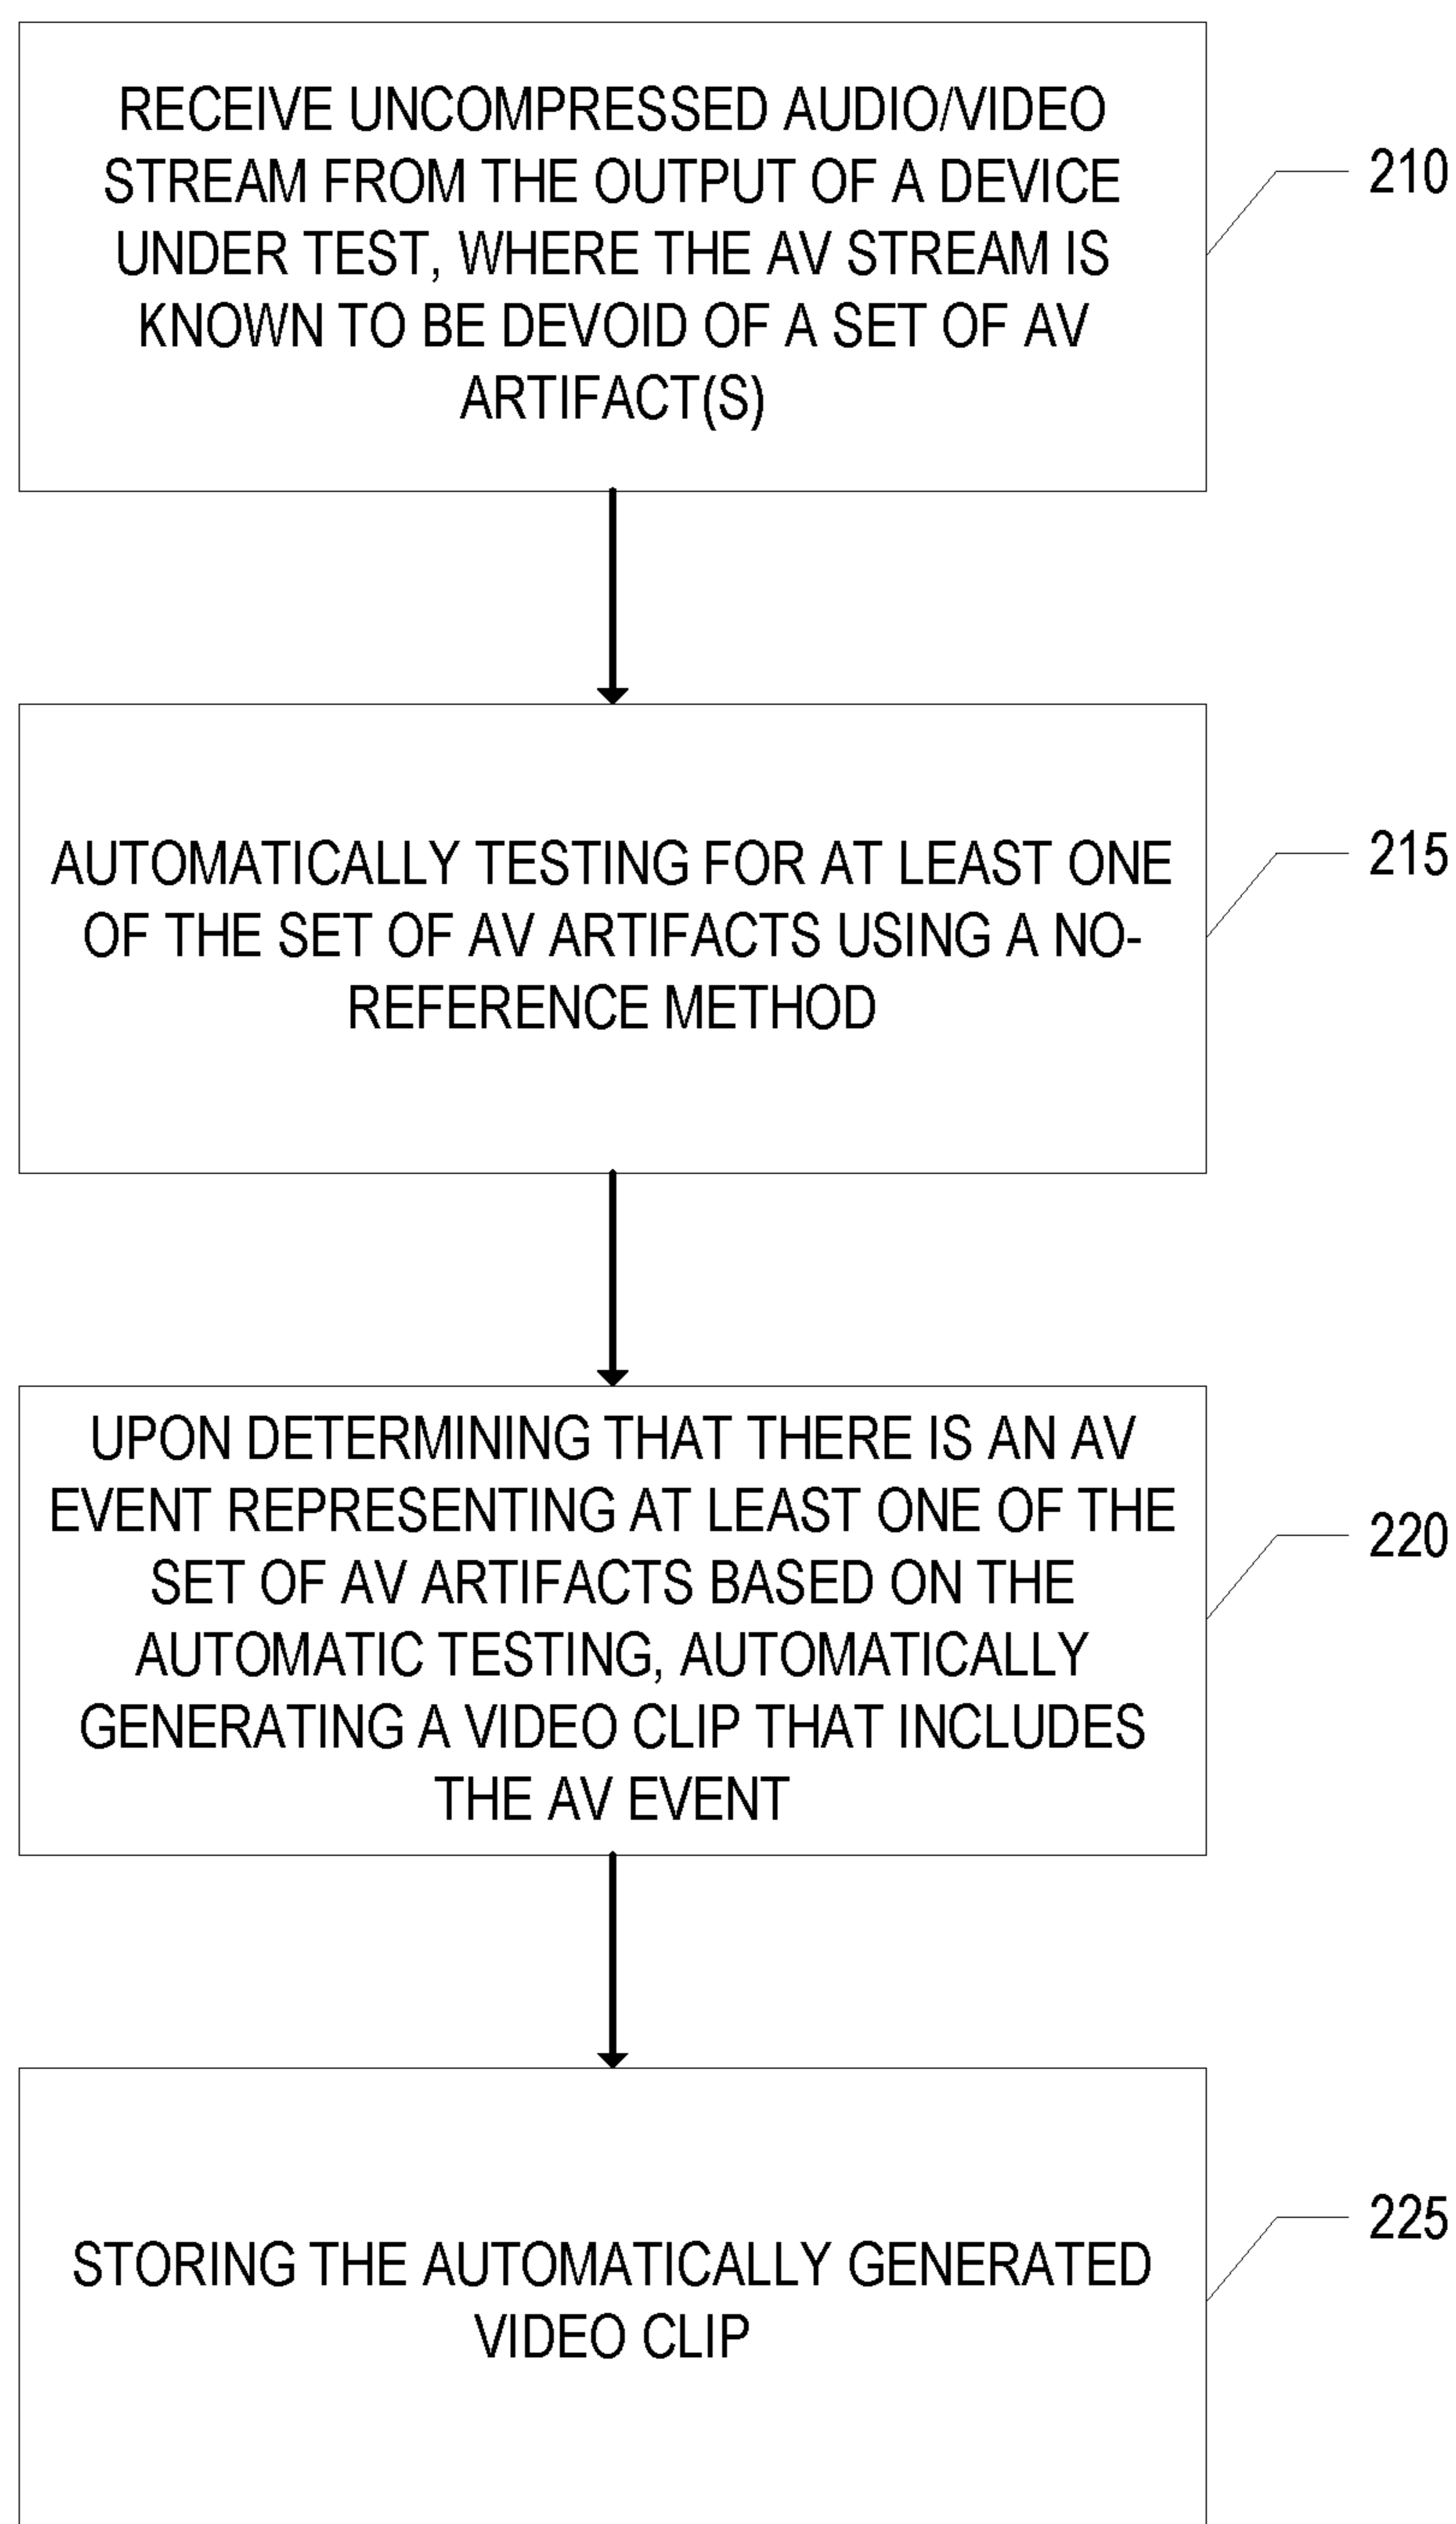 RECEIVE UNCOMPRESSED AUDIO/VIDEO
STREAM FROM THE OUTPUT OF A DEVICE
UNDER TEST, WHERE THE AV STREAM IS
KNOWN TO BE DEVOID OF A SET OF AV
ARTIFACT(S)
210
AUTOMATICALLY TESTING FOR AT LEAST ONE
OF THE SET OF AV ARTIFACTS USING A NO-
REFERENCE METHOD
215
UPON DETERMINING THAT THERE IS AN AV
EVENT REPRESENTING AT LEAST ONE OF THE
SET OF AV ARTIFACTS BASED ON THE
AUTOMATIC TESTING, AUTOMATICALLY
GENERATING A VIDEO CLIP THAT INCLUDES
THE AV EVENT
220
STORING THE AUTOMATICALLY GENERATED
VIDEO CLIP
225